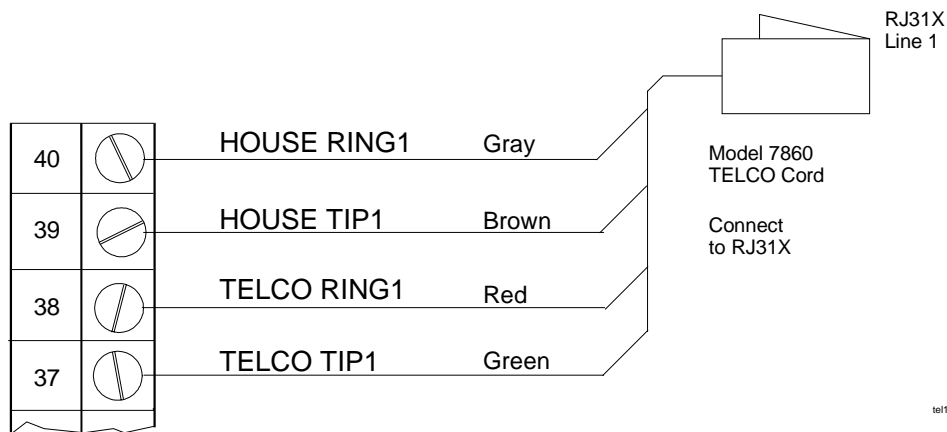 RJ31X
Line 1
40
HOUSE RING1
Gray
39
HOUSE TIP1
Brown
38
TELCO RING1
Red
37
TELCO TIP1
Green
Model 7860
TELCO Cord
Connect
to RJ31X
tel1